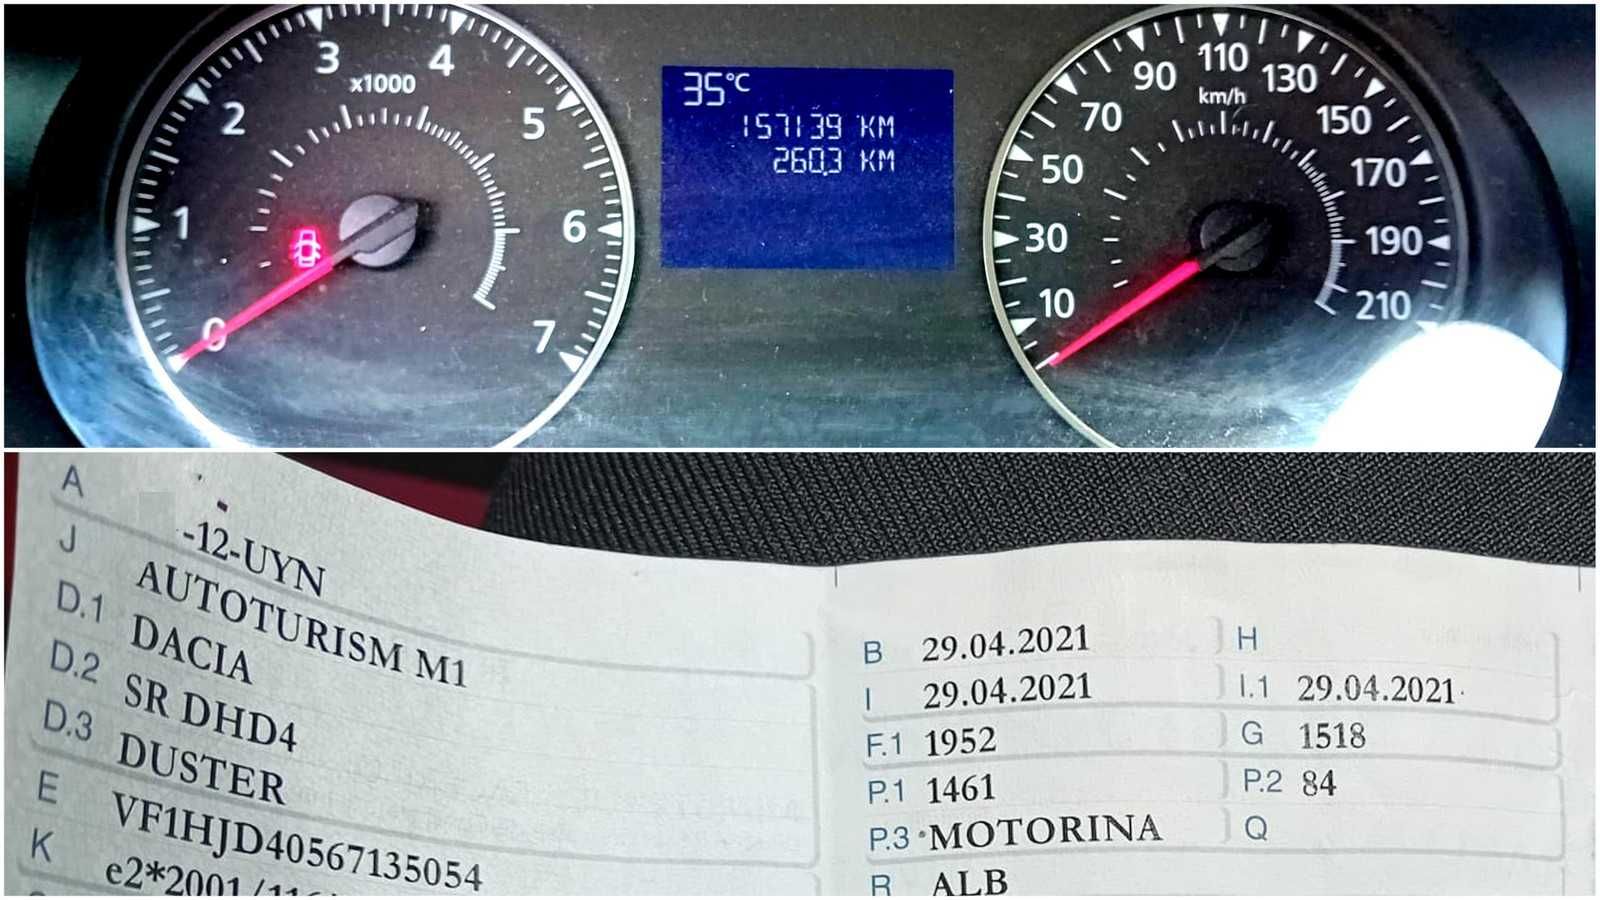 0 1 2 3 4 5 6 7
x1000
35°C
157139 KM
260.3 KM
10 30 50 70 90 110 130 150 170 190 210
km/h
A -12-UYN
J AUTOTURISM M1
D.1 DACIA
D.2 SR DHD4
D.3 DUSTER
E VF1HJD40567135054
K
B 29.04.2021 H
I 29.04.2021 I.1 29.04.2021
F.1 1952 G 1518
P.1 1461 P.2 84
P.3 MOTORINA Q
R ALB